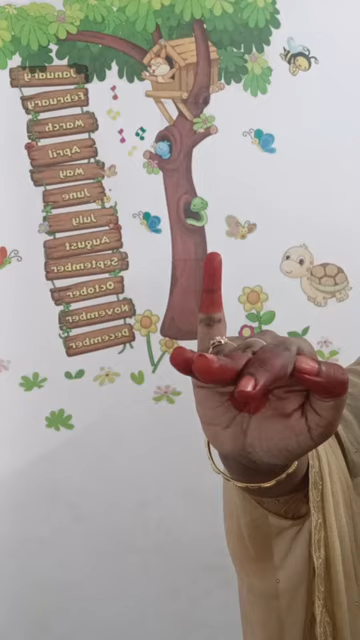 January
February
March
April
May
June
July
August
September
October
November
December